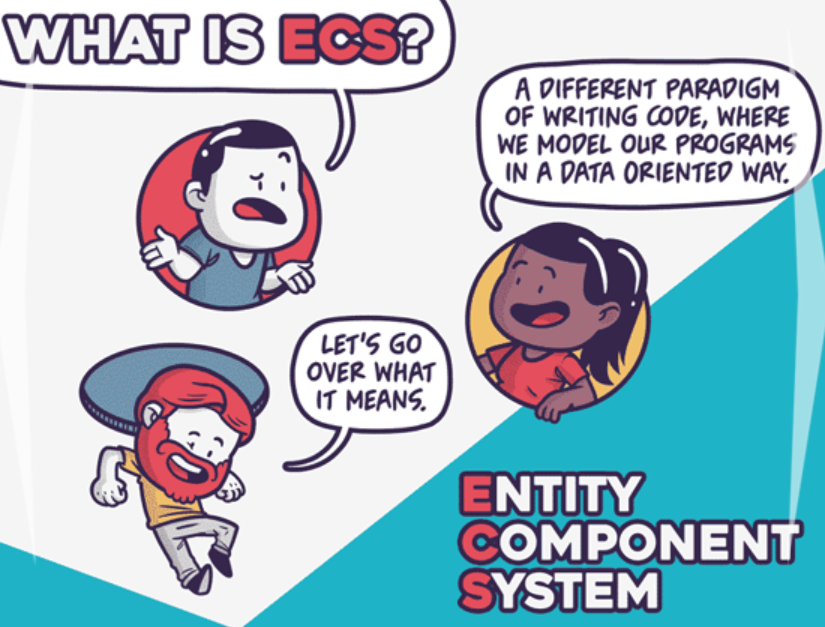 WHAT IS ECS?
A DIFFERENT PARADIGM
OF WRITING CODE, WHERE
WE MODEL OUR PROGRAMS
IN A DATA ORIENTED WAY.
LET'S GO
OVER WHAT
IT MEANS.
ENTITY
COMPONENT
SYSTEM